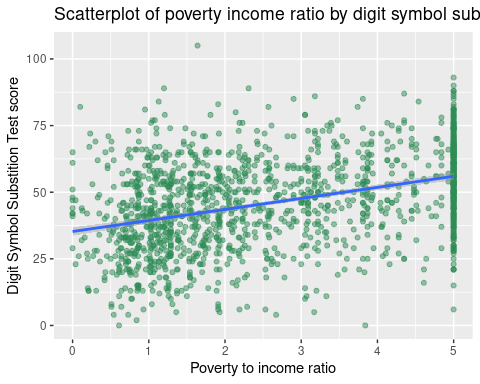 Scatterplot of poverty income ratio by digit symbol sub
Digit Symbol Substition Test score
100
75
50
25
0
0 1 2 3 4 5
Poverty to income ratio